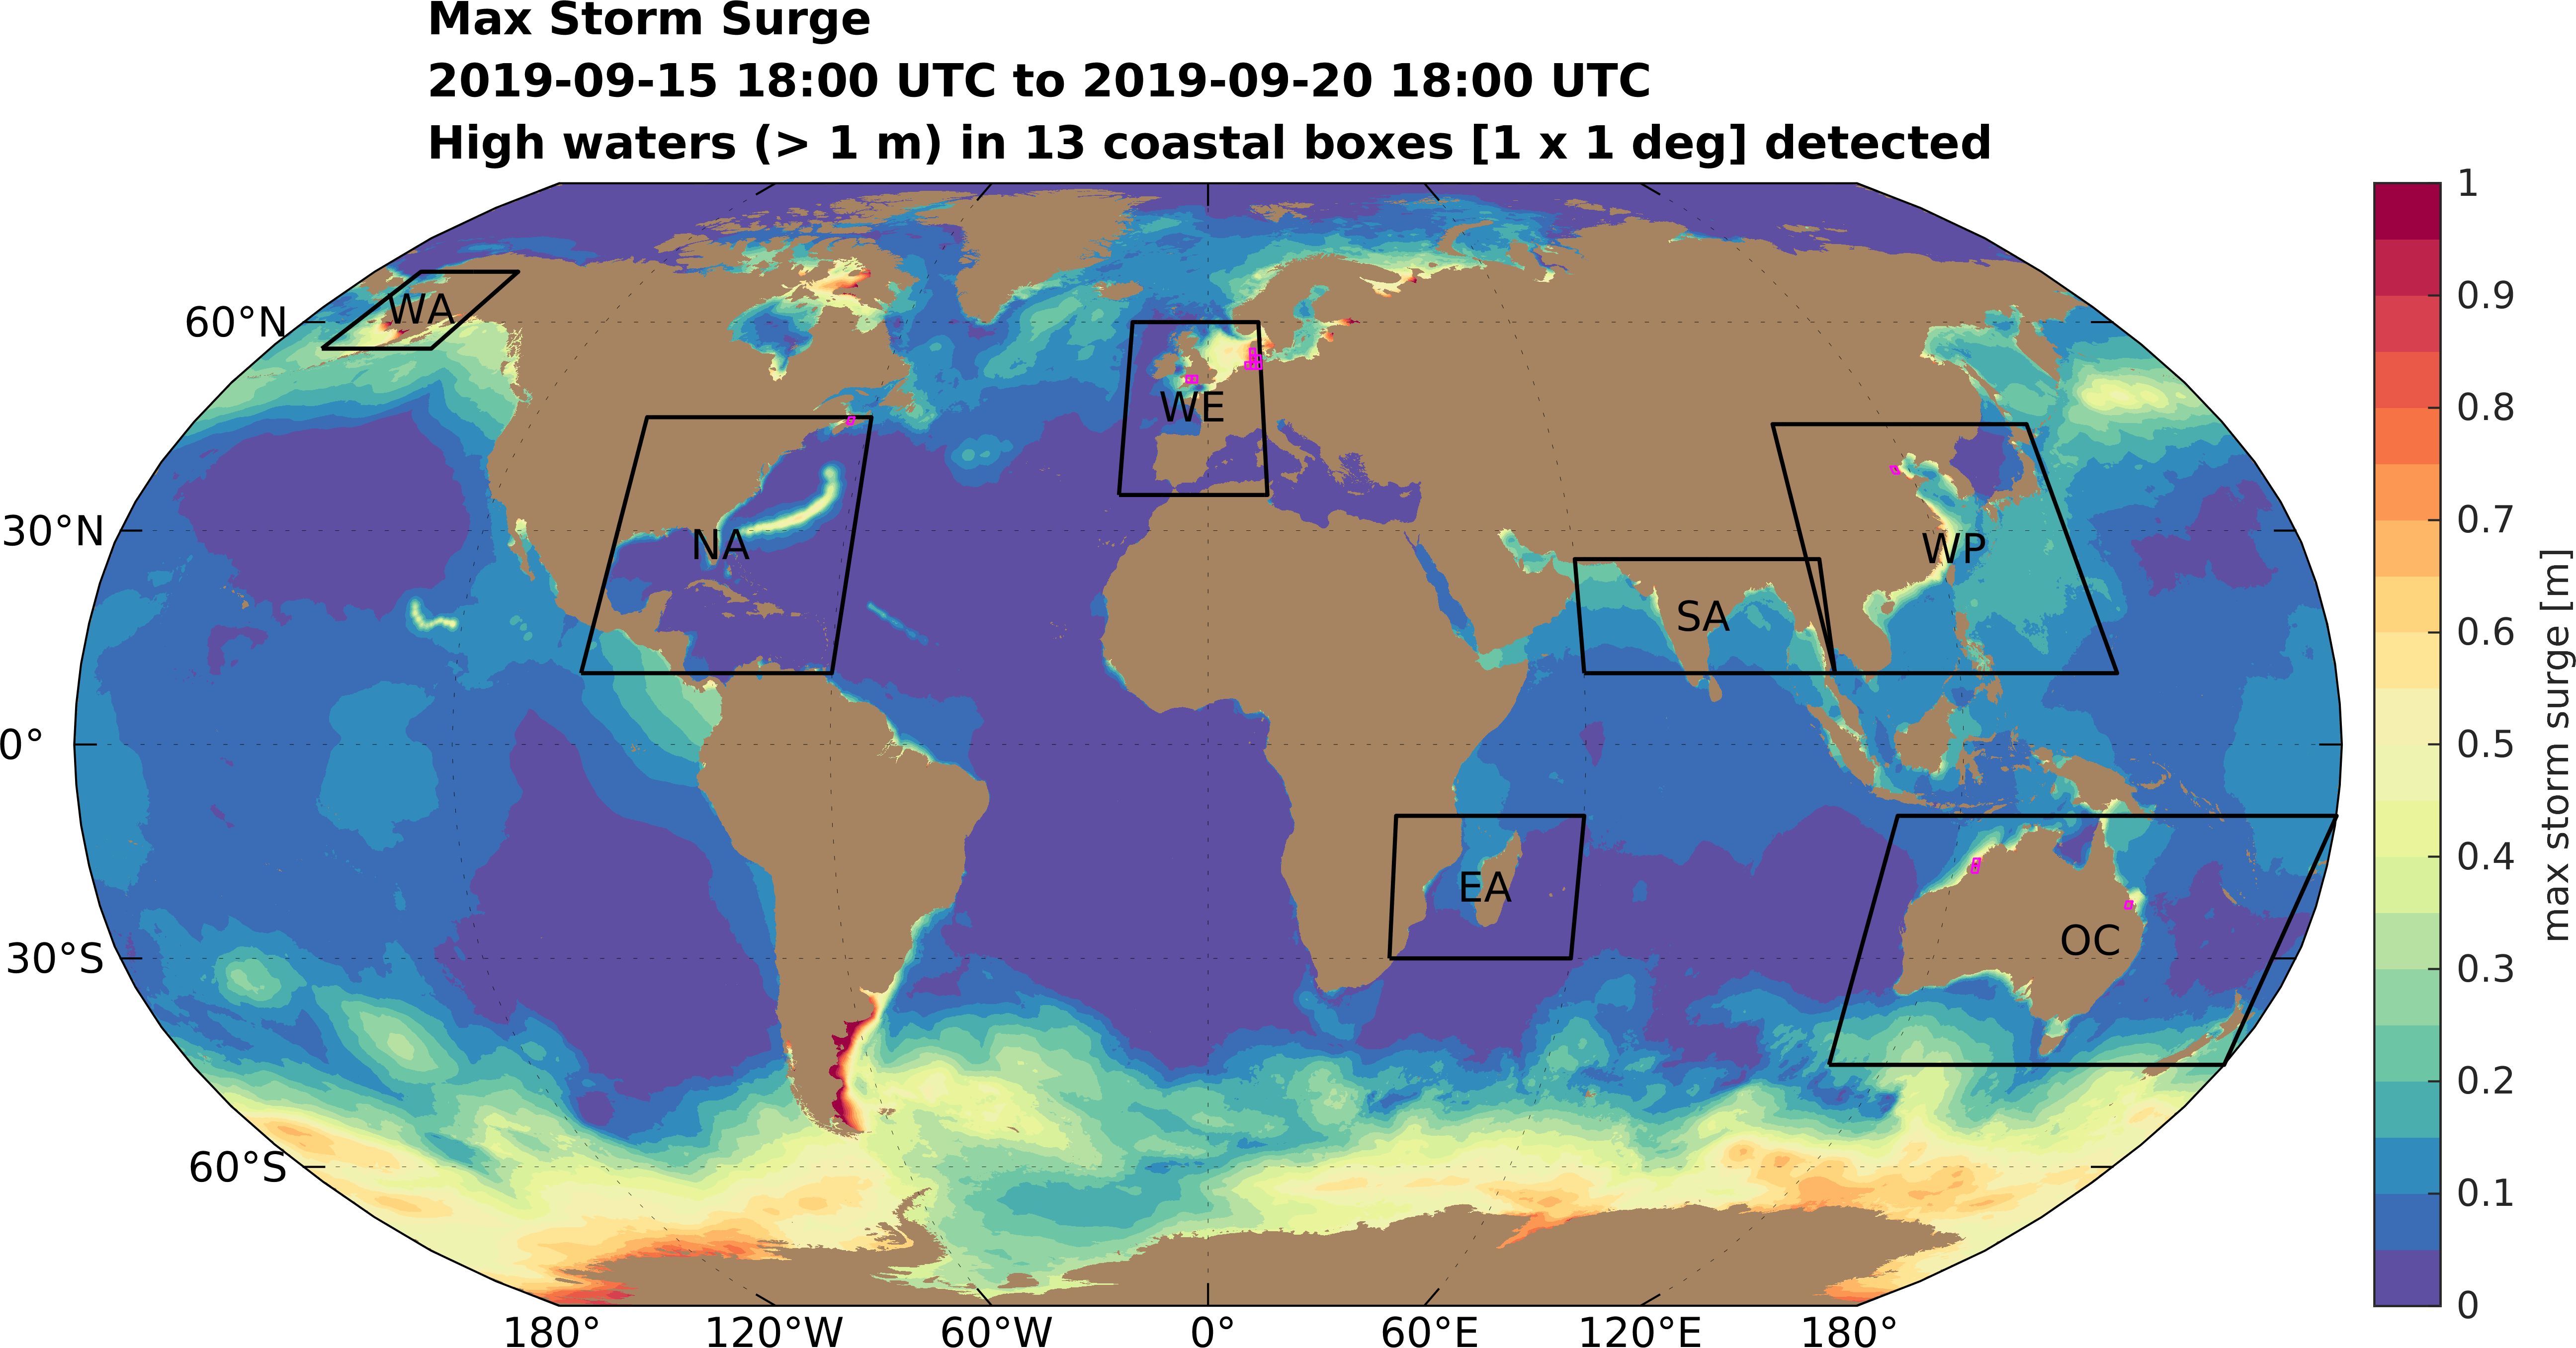 Max Storm Surge
2019-09-15 18:00 UTC to 2019-09-20 18:00 UTC
High waters (> 1 m) in 13 coastal boxes [1 x 1 deg] detected
60°N
30°N
0°
30°S
60°S
WA
NA
WE
SA
WP
EA
OC
180°
120°W
60°W
0°
60°E
120°E
180°
1
0.9
0.8
0.7
0.6
0.5
0.4
0.3
0.2
0.1
0
max storm surge [m]